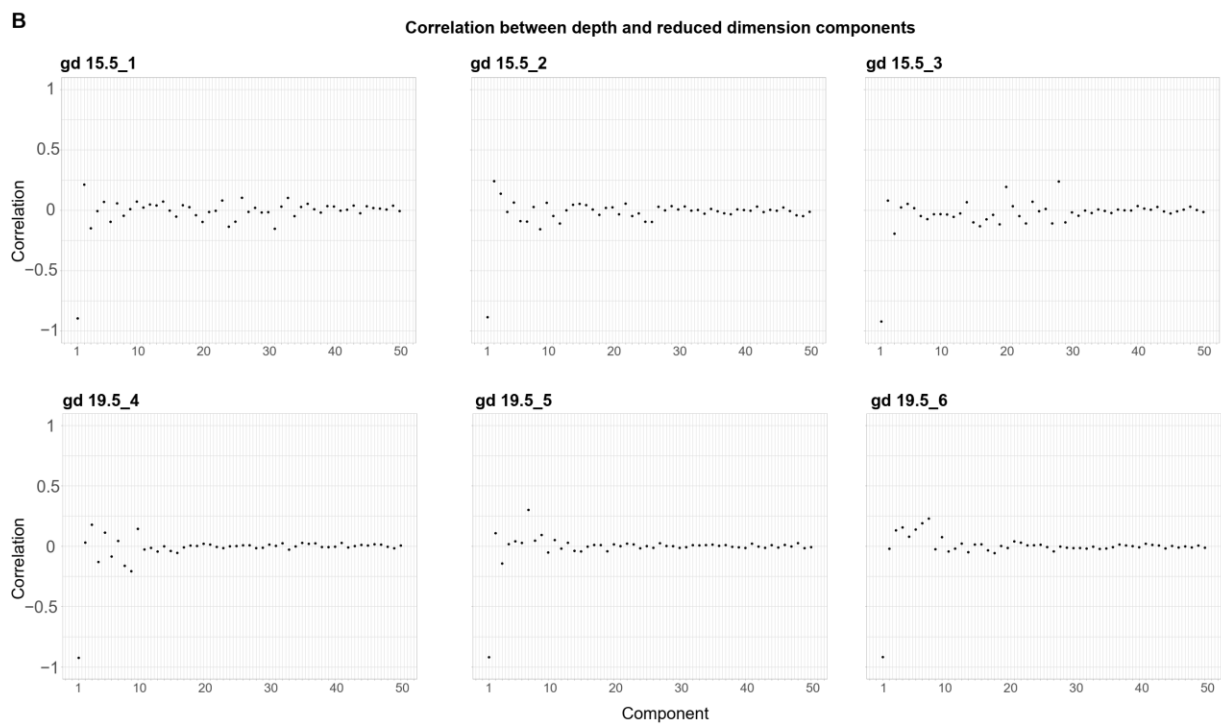 B
Correlation between depth and reduced dimension components
gd 15.5_1
gd 15.5_2
gd 15.5_3
1
0.5
0
−0.5
−1
Correlation
1 10 20 30 40 50
1 10 20 30 40 50
1 10 20 30 40 50
gd 19.5_4
gd 19.5_5
gd 19.5_6
1
0.5
0
−0.5
−1
Correlation
1 10 20 30 40 50
1 10 20 30 40 50
1 10 20 30 40 50
Component